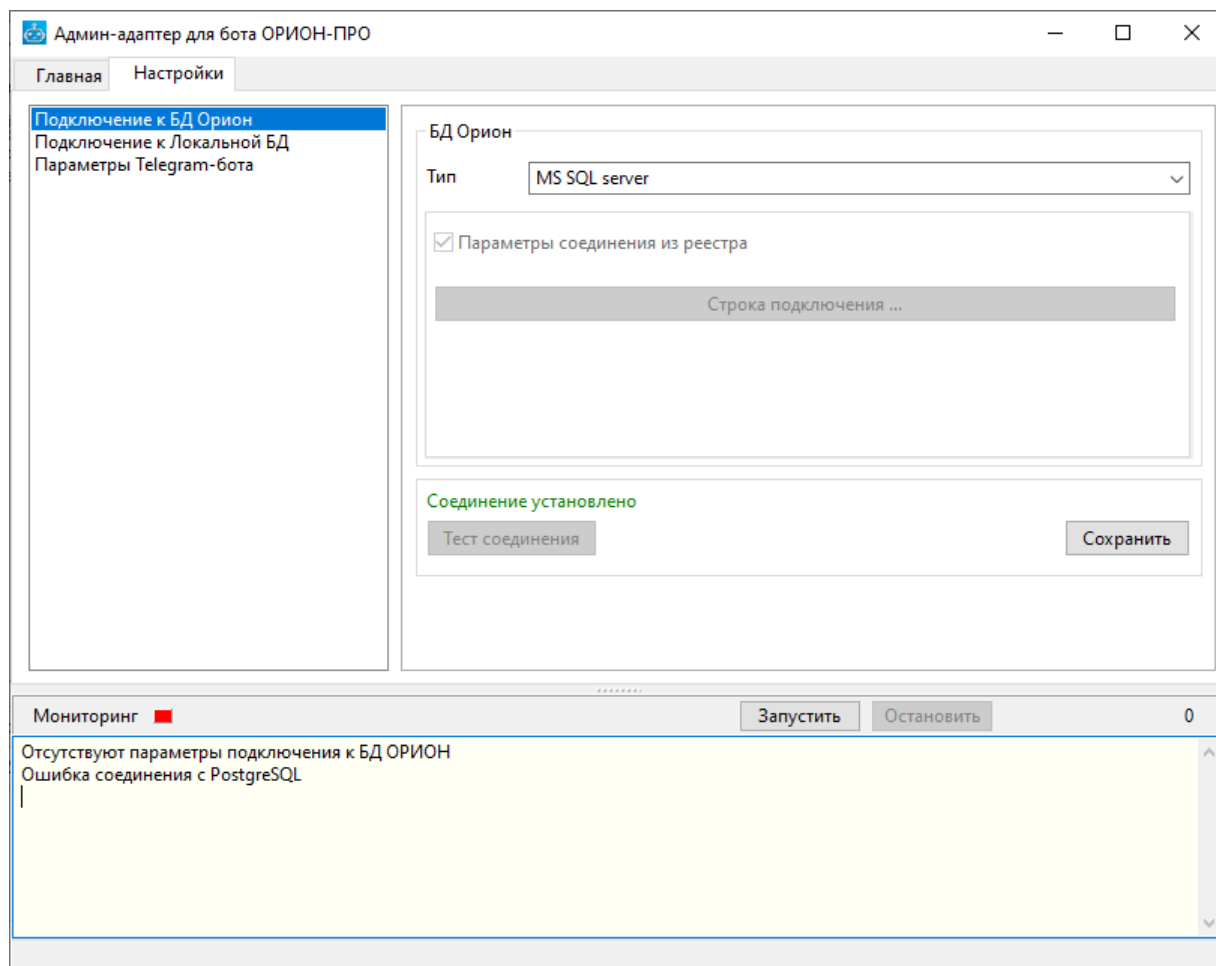 Админ-адаптер для бота ОРИОН-ПРО
Главная
Настройки
Подключение к БД Орион
Подключение к Локальной БД
Параметры Telegram-бота
БД Орион
Тип
MS SQL server
Параметры соединения из реестра
Строка подключения ...
Соединение установлено
Тест соединения
Сохранить
Мониторинг
Запустить
Остановить
0
Отсутствуют параметры подключения к БД ОРИОН
Ошибка соединения с PostgreSQL